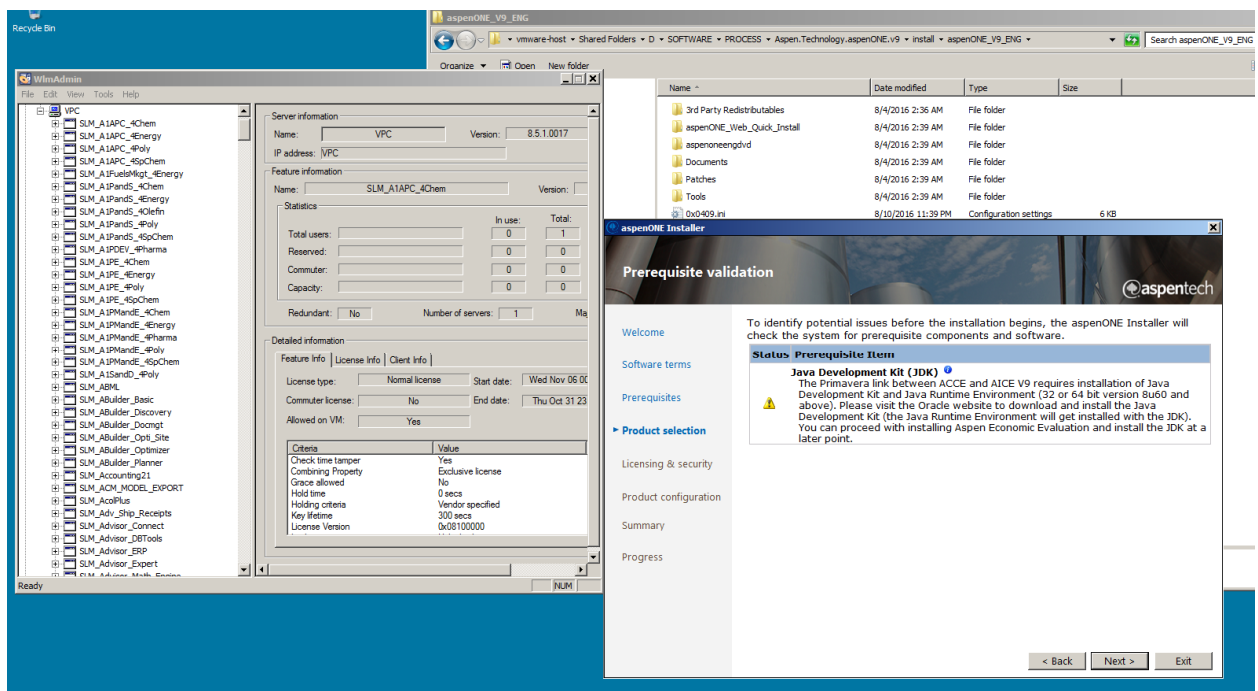 Recycle Bin
aspenONE_V9_ENG
vmware-host ▸ Shared Folders ▸ D ▸ SOFTWARE ▸ PROCESS ▸ Aspen.Technology.aspenONE.v9 ▸ install ▸ aspenONE_V9_ENG ▸
Search aspenONE_V9_ENG
Organize Open New folder
Name Date modified Type Size
3rd Party Redistributables 8/4/2016 2:36 AM File folder
aspenONE_Web_Quick_Install 8/4/2016 2:39 AM File folder
aspenoneengdvd 8/4/2016 2:39 AM File folder
Documents 8/4/2016 2:39 AM File folder
Patches 8/4/2016 2:39 AM File folder
Tools 8/4/2016 2:39 AM File folder
0x0409.ini 8/10/2016 11:39 PM Configuration settings 6 KB
WlmAdmin
File Edit View Tools Help
VPC
SLM_A1APC_4Chem
SLM_A1APC_4Energy
SLM_A1APC_4Poly
SLM_A1APC_4SpChem
SLM_A1FuelsMkgt_4Energy
SLM_A1PandS_4Chem
SLM_A1PandS_4Energy
SLM_A1PandS_4Olefin
SLM_A1PandS_4Poly
SLM_A1PandS_4SpChem
SLM_A1PDEV_4Pharma
SLM_A1PE_4Chem
SLM_A1PE_4Energy
SLM_A1PE_4Poly
SLM_A1PE_4SpChem
SLM_A1PMandE_4Chem
SLM_A1PMandE_4Energy
SLM_A1PMandE_4Pharma
SLM_A1PMandE_4Poly
SLM_A1PMandE_4SpChem
SLM_A1SandD_4Poly
SLM_ABML
SLM_ABuilder_Basic
SLM_ABuilder_Discovery
SLM_ABuilder_Docmgt
SLM_ABuilder_Opti_Site
SLM_ABuilder_Optimizer
SLM_ABuilder_Planner
SLM_Accounting21
SLM_ACM_MODEL_EXPORT
SLM_AcolPlus
SLM_Adv_Ship_Receipts
SLM_Advisor_Connect
SLM_Advisor_DBTools
SLM_Advisor_ERP
SLM_Advisor_Expert
Server information
Name: VPC Version: 8.5.1.0017
IP address: VPC
Feature information
Name: SLM_A1APC_4Chem Version:
Statistics
In use: Total:
Total users: 0 1
Reserved: 0 0
Commuter: 0 0
Capacity: 0 0
Redundant: No Number of servers: 1
Detailed information
Feature Info License Info Client Info
License type: Normal license Start date: Wed Nov 06 00
Commuter license: No End date: Thu Oct 31 23
Allowed on VM: Yes
Criteria Value
Check time tamper Yes
Combining Property Exclusive license
Grace allowed No
Hold time 0 secs
Holding criteria Vendor specified
Key lifetime 300 secs
License Version 0x08100000
Ready NUM
aspenONE Installer
Prerequisite validation
aspentech
Welcome
Software terms
Prerequisites
Product selection
Licensing & security
Product configuration
Summary
Progress
To identify potential issues before the installation begins, the aspenONE Installer will
check the system for prerequisite components and software.
Status Prerequisite Item
Java Development Kit (JDK)
The Primavera link between ACCE and AICE V9 requires installation of Java
Development Kit and Java Runtime Environment (32 or 64 bit version 8u60 and
above). Please visit the Oracle website to download and install the Java
Development Kit (the Java Runtime Environment will get installed with the JDK).
You can proceed with installing Aspen Economic Evaluation and install the JDK at a
later point.
< Back Next > Exit